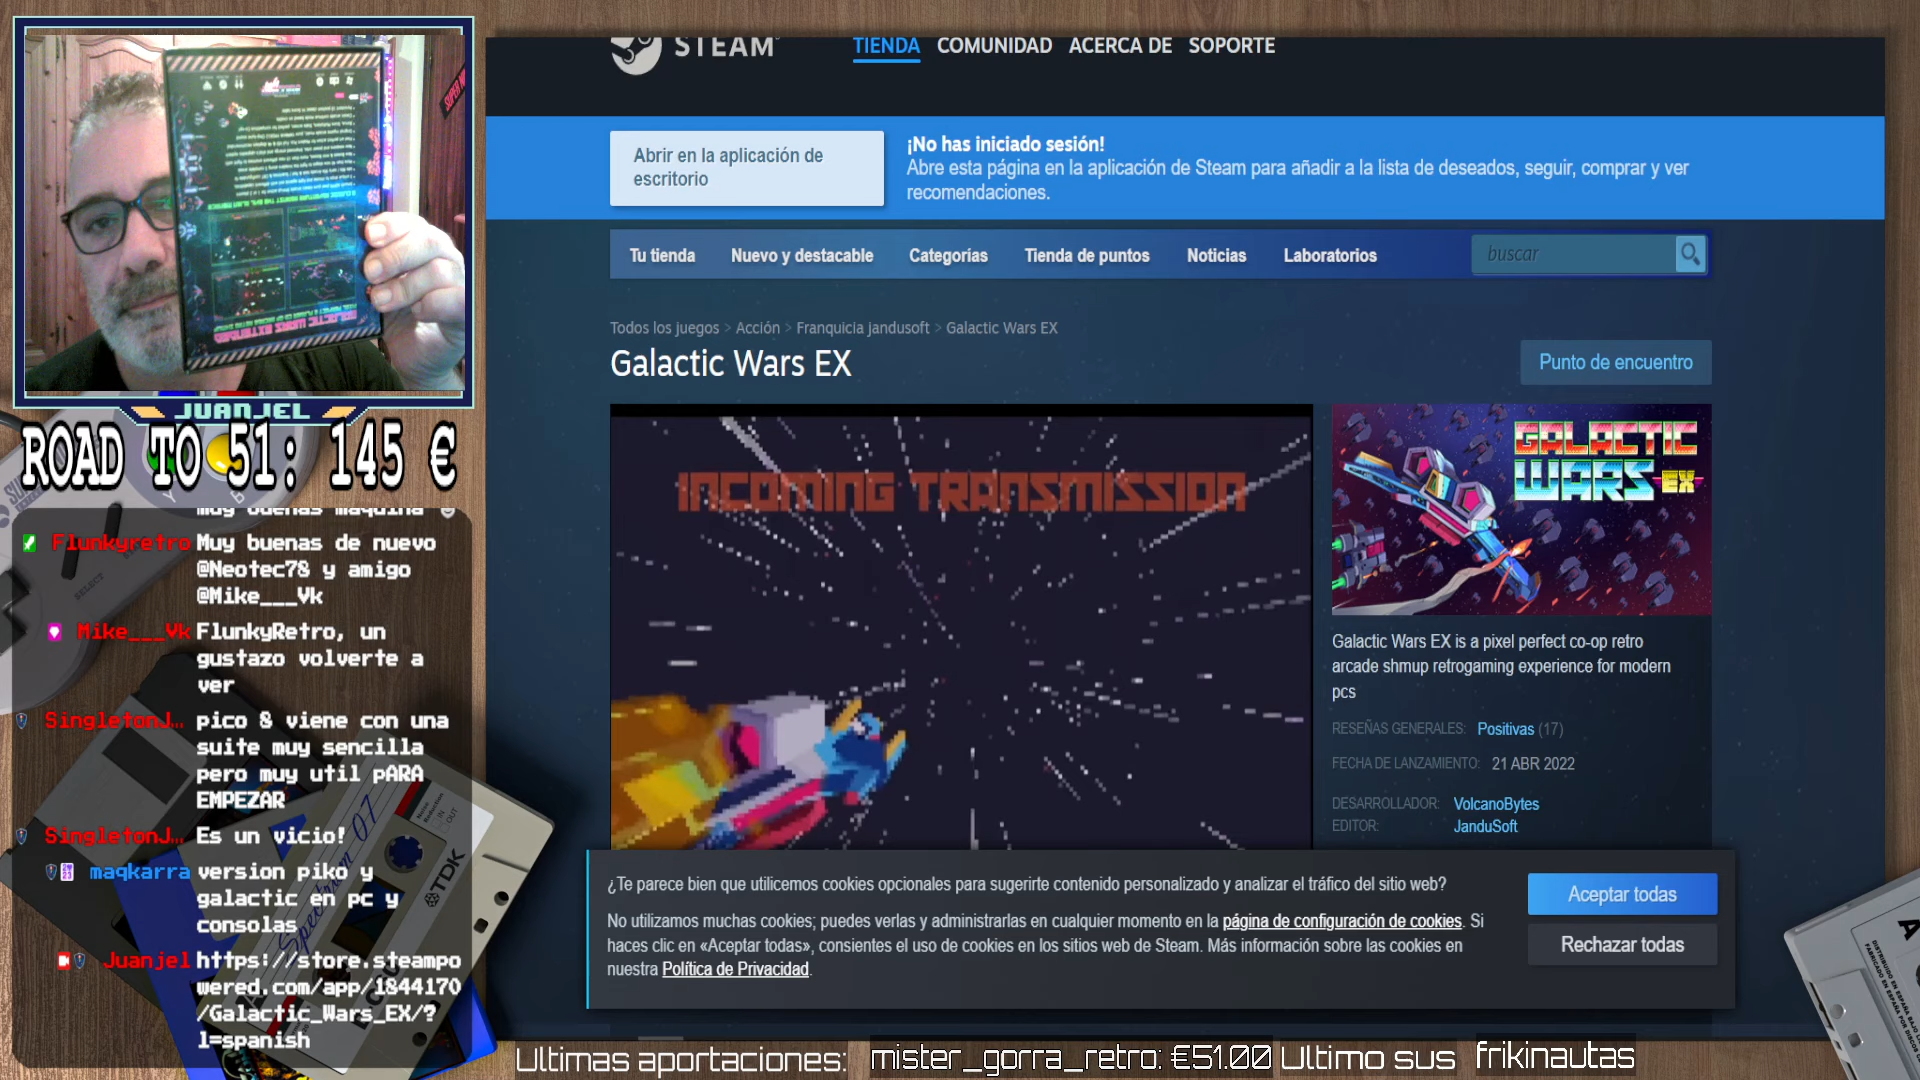 STEAM
TIENDA COMUNIDAD ACERCA DE SOPORTE
Abrir en la aplicación de
escritorio
¡No has iniciado sesión!
Abre esta página en la aplicación de Steam para añadir a la lista de deseados, seguir, comprar y ver
recomendaciones.
Tu tienda Nuevo y destacable Categorías Tienda de puntos Noticias Laboratorios buscar
Todos los juegos > Acción > Franquicia jandusoft > Galactic Wars EX
Galactic Wars EX
Punto de encuentro
INCOMING TRANSMISSION
GALACTIC
WARS EX
Galactic Wars EX is a pixel perfect co-op retro
arcade shmup retrogaming experience for modern
pcs
RESEÑAS GENERALES: Positivas (17)
FECHA DE LANZAMIENTO: 21 ABR 2022
DESARROLLADOR: VolcanoBytes
EDITOR: JanduSoft
¿Te parece bien que utilicemos cookies opcionales para sugerirte contenido personalizado y analizar el tráfico del sitio web?
No utilizamos muchas cookies; puedes verlas y administrarlas en cualquier momento en la página de configuración de cookies. Si
haces clic en «Aceptar todas», consientes el uso de cookies en los sitios web de Steam. Más información sobre las cookies en
nuestra Política de Privacidad.
Aceptar todas
Rechazar todas
GALACTIC WARS EXTENDED
JUANJEL
ROAD TO 51: 145 €
muy buenas maquina
Flunkyretro Muy buenas de nuevo
@Neotec78 y amigo
@Mike___Vk
Mike___Vk FlunkyRetro, un
gustazo volverte a
ver
SingletonJ... pico 8 viene con una
suite muy sencilla
pero muy util pARA
EMPEZAR
SingletonJ... Es un vicio!
maqkarra version piko y
galactic en pc y
consolas
Juanjel https://store.steampo
wered.com/app/1844170
/Galactic_Wars_EX/?
l=spanish
SELECT
Spectrum 07
TDK
Ultimas aportaciones: mister_gorra_retro: €51.00 Ultimo sus frikinautas